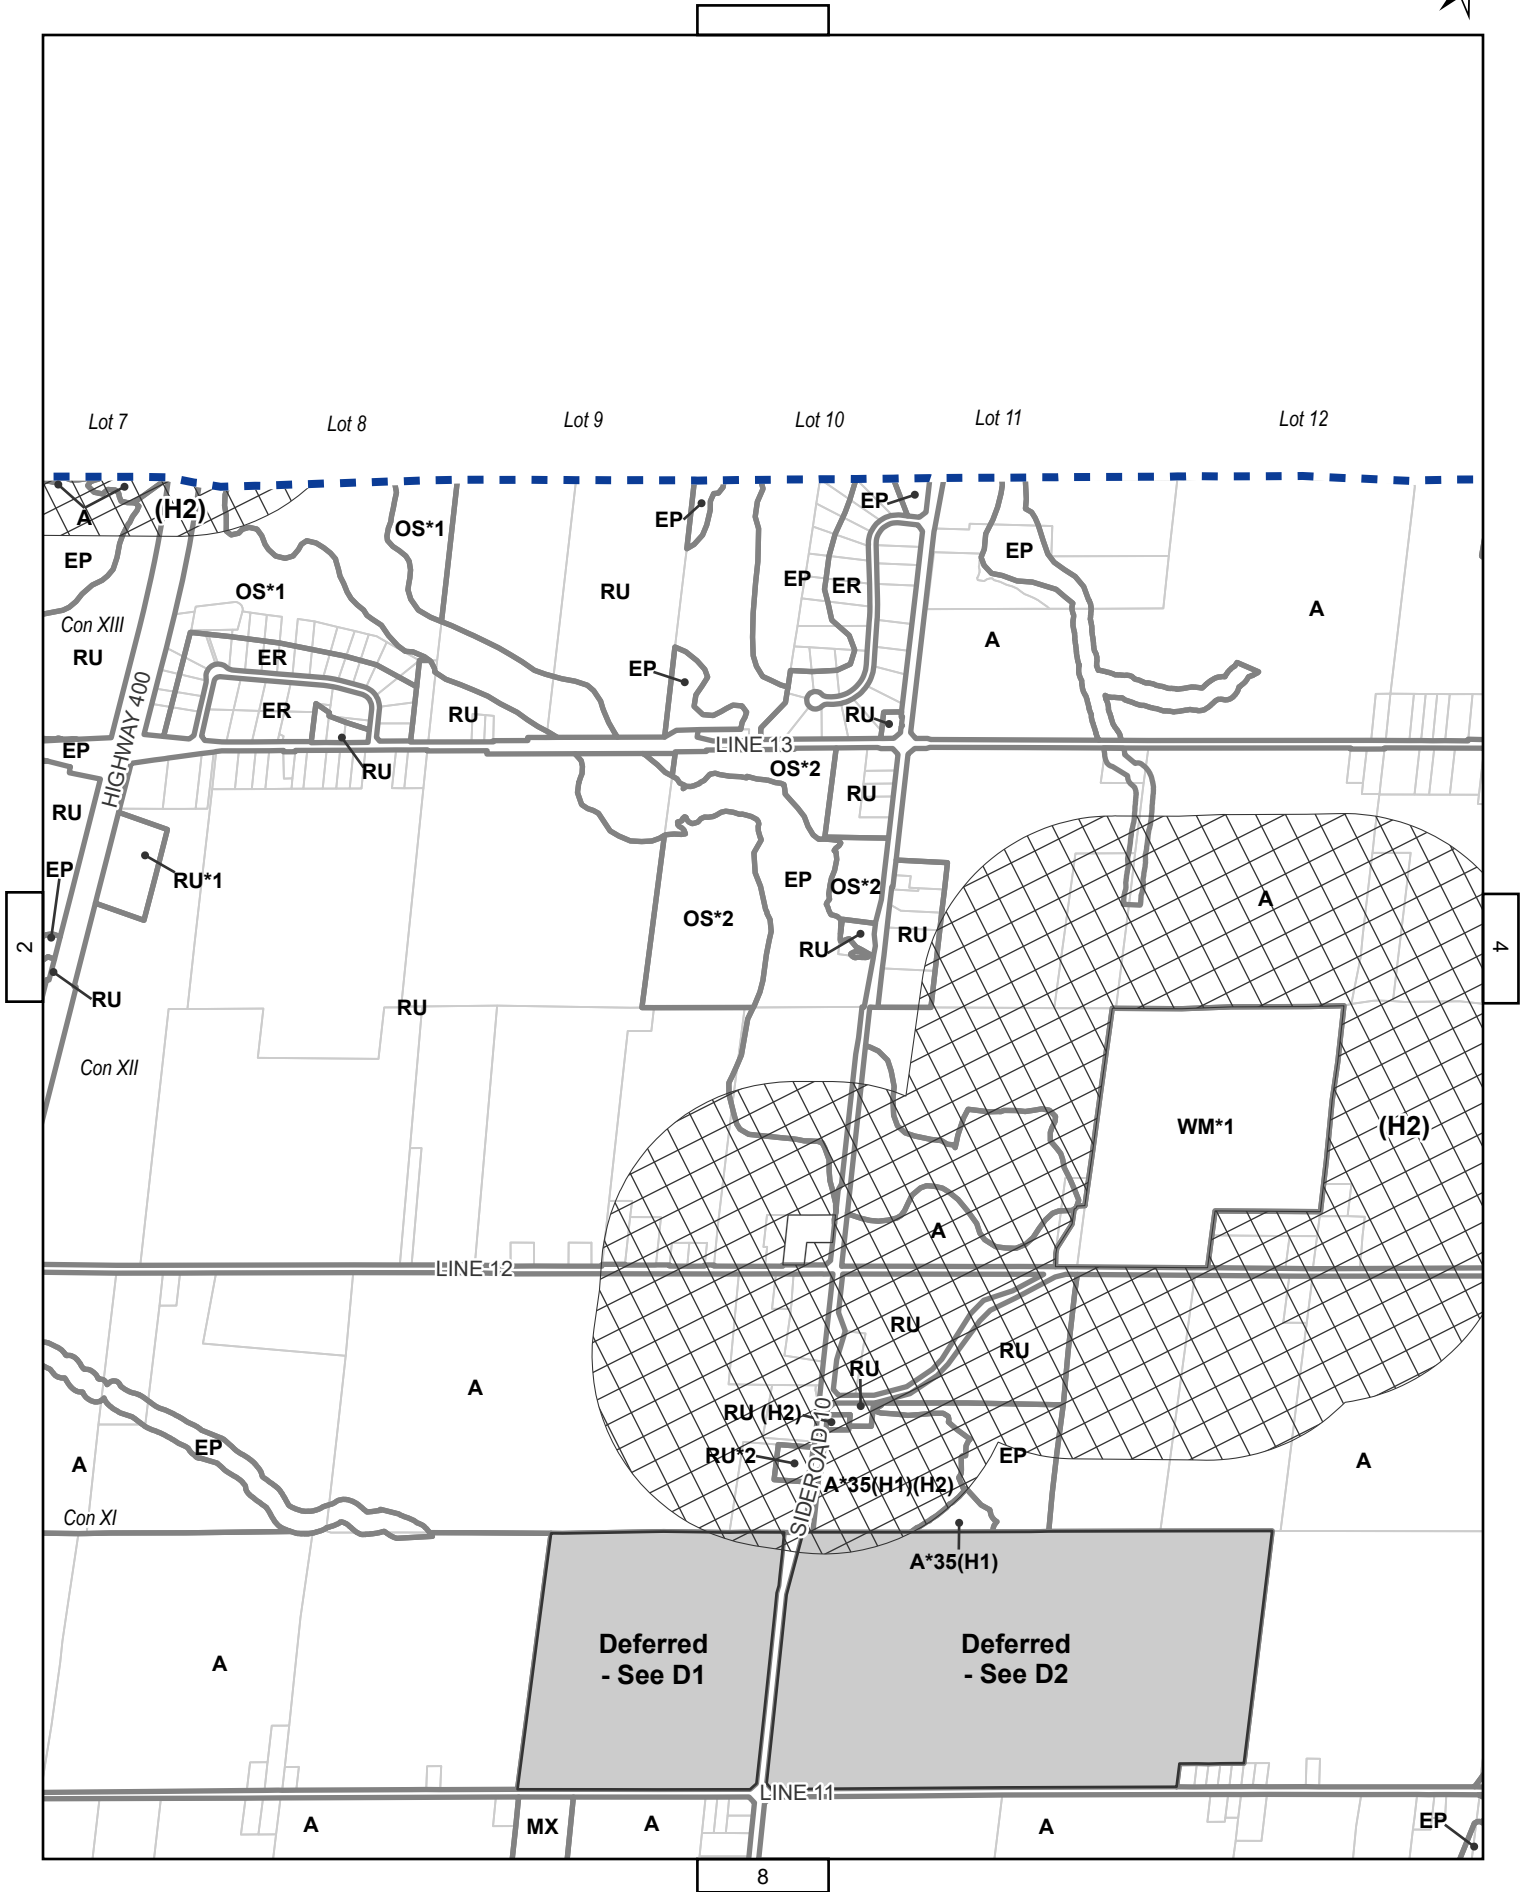 Lot 7
Lot 8
Lot 9
Lot 10
Lot 11
Lot 12
A
(H2)
OS*1
EP
EP
EP
EP
OS*1
RU
EP
ER
A
A
Con XIII
RU
ER
EP
ER
RU
RU
HIGHWAY 400
EP
RU
LINE 13
OS*2
RU
RU
EP
RU*1
EP
OS*2
A
OS*2
RU
RU
2
4
RU
RU
Con XII
WM*1
(H2)
A
LINE 12
RU
RU
RU
A
RU (H2)
SIDEROAD 10
EP
RU*2
EP
A
A
A*35(H1)(H2)
Con XI
A*35(H1)
Deferred
- See D1
Deferred
- See D2
A
LINE 11
A
MX
A
A
EP
8